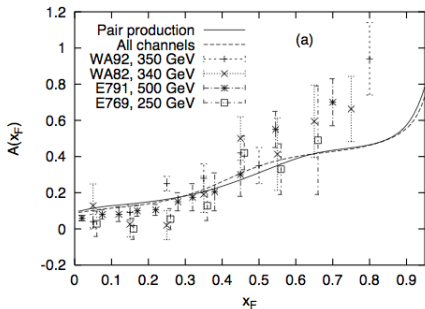 1.2
1
0.8
0.6
0.4
0.2
0
-0.2
A(x_F)
Pair production
All channels
WA92, 350 GeV
WA82, 340 GeV
E791, 500 GeV
E769, 250 GeV
(a)
0 0.1 0.2 0.3 0.4 0.5 0.6 0.7 0.8 0.9
x_F